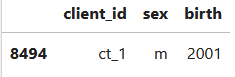 client_id sex birth
8494 ct_1 m 2001